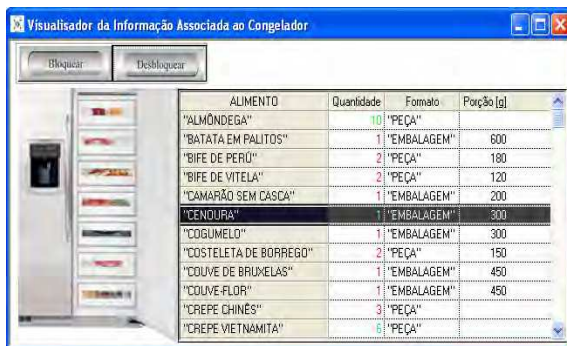 Visualisador da Informação Associada ao Congelador
Bloquear Desbloquear
ALIMENTO Quantidade Formato Porção [g]
"ALMÔNDEGA" 10 "PEÇA"
"BATATA EM PALITOS" 1 "EMBALAGEM" 600
"BIFE DE PERÚ" 2 "PEÇA" 180
"BIFE DE VITELA" 2 "PEÇA" 120
"CAMARÃO SEM CASCA" 1 "EMBALAGEM" 200
"CENOURA" 1 "EMBALAGEM" 300
"COGUMELO" 1 "EMBALAGEM" 300
"COSTELETA DE BORREGO" 2 "PEÇA" 150
"COUVE DE BRUXELAS" 1 "EMBALAGEM" 450
"COUVE-FLOR" 1 "EMBALAGEM" 450
"CREPE CHINÊS" 3 "PEÇA"
"CREPE VIETNAMITA" 6 "PEÇA"